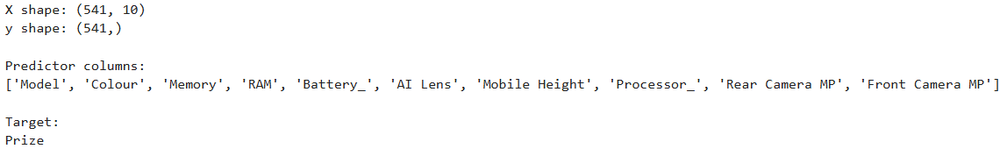 X shape: (541, 10)
y shape: (541,)
Predictor columns:
['Model', 'Colour', 'Memory', 'RAM', 'Battery_', 'AI Lens', 'Mobile Height', 'Processor_', 'Rear Camera MP', 'Front Camera MP']
Target:
Prize